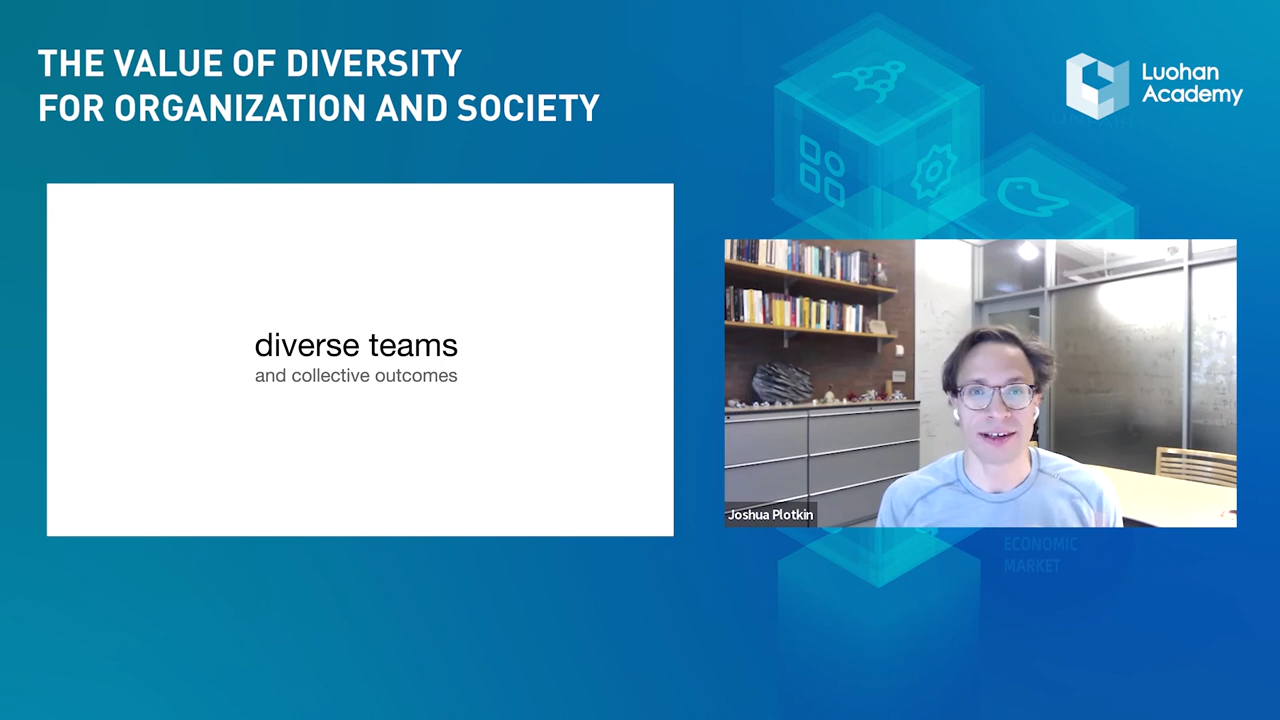 THE VALUE OF DIVERSITY
FOR ORGANIZATION AND SOCIETY
Luohan
Academy
diverse teams
and collective outcomes
Joshua Plotkin
ECONOMIC
MARKET